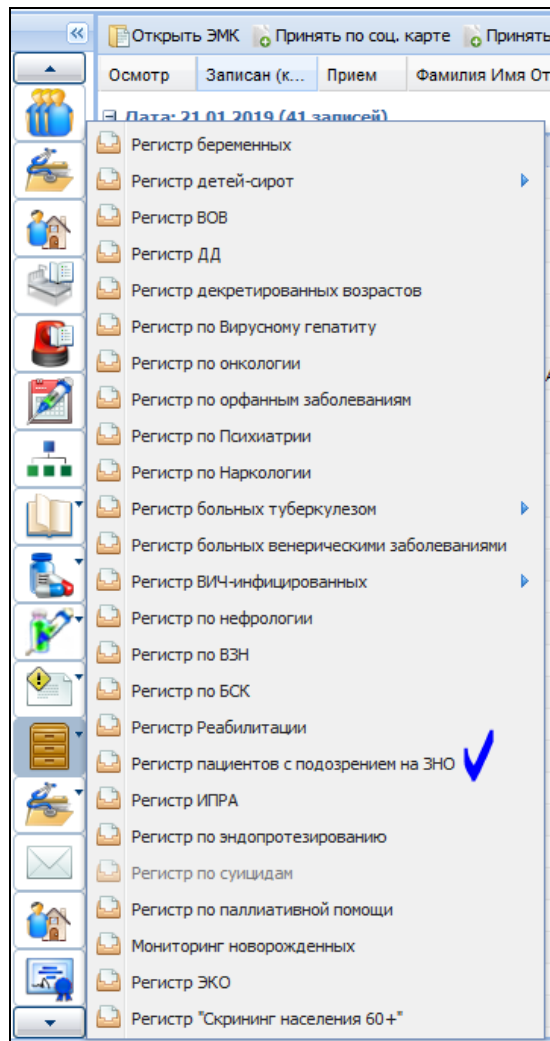 Открыть ЭМК Принять по соц. карте Принять
Осмотр Записан (к... Прием Фамилия Имя От
Дата: 21.01.2019 (41 записей)
Регистр беременных
Регистр детей-сирот
Регистр ВОВ
Регистр ДД
Регистр декретированных возрастов
Регистр по Вирусному гепатиту
Регистр по онкологии
Регистр по орфанным заболеваниям
Регистр по Психиатрии
Регистр по Наркологии
Регистр больных туберкулезом
Регистр больных венерическими заболеваниями
Регистр ВИЧ-инфицированных
Регистр по нефрологии
Регистр по ВЗН
Регистр по БСК
Регистр Реабилитации
Регистр пациентов с подозрением на ЗНО
Регистр ИПРА
Регистр по эндопротезированию
Регистр по суицидам
Регистр по паллиативной помощи
Мониторинг новорожденных
Регистр ЭКО
Регистр "Скрининг населения 60+"